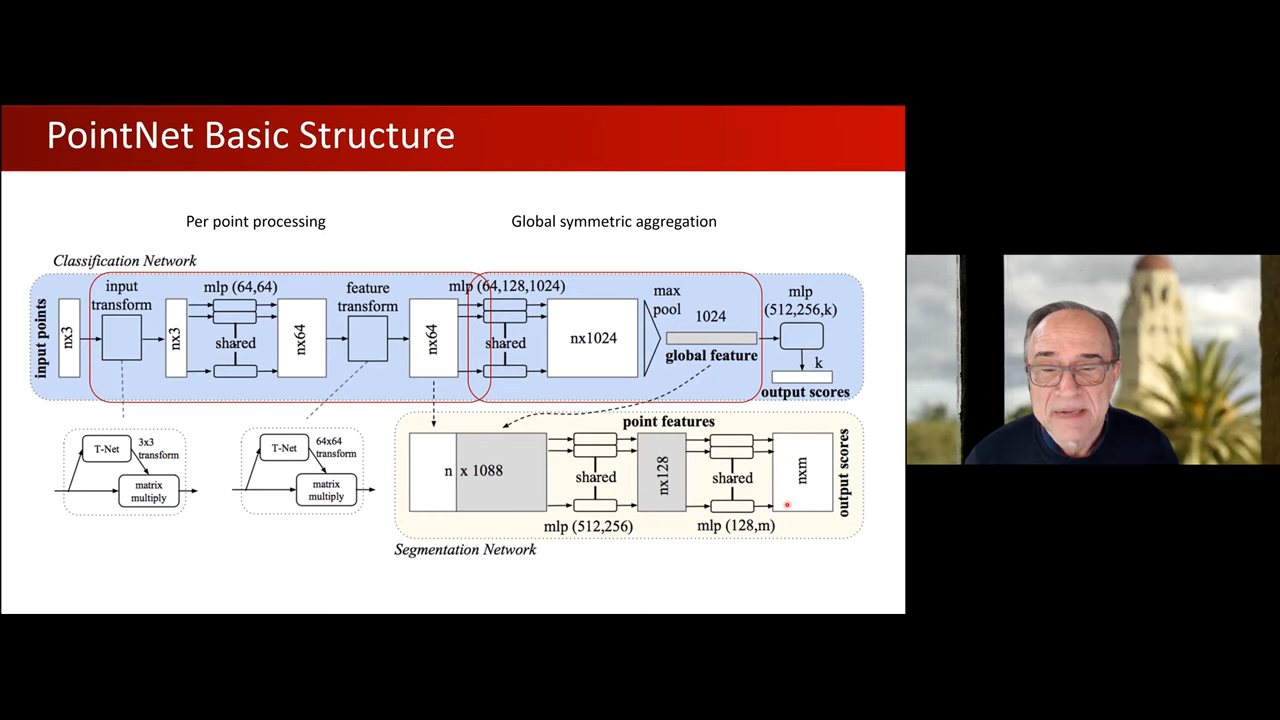 PointNet Basic Structure
Per point processing
Global symmetric aggregation
Classification Network
input points
nx3
input
transform
nx3
mlp (64,64)
shared
nx64
feature
transform
nx64
mlp (64,128,1024)
shared
nx1024
max
pool
1024
global feature
mlp
(512,256,k)
k
output scores
T-Net
3x3
transform
matrix
multiply
T-Net
64x64
transform
matrix
multiply
point features
n x 1088
shared
mlp (512,256)
nx128
shared
mlp (128,m)
nxm
output scores
Segmentation Network